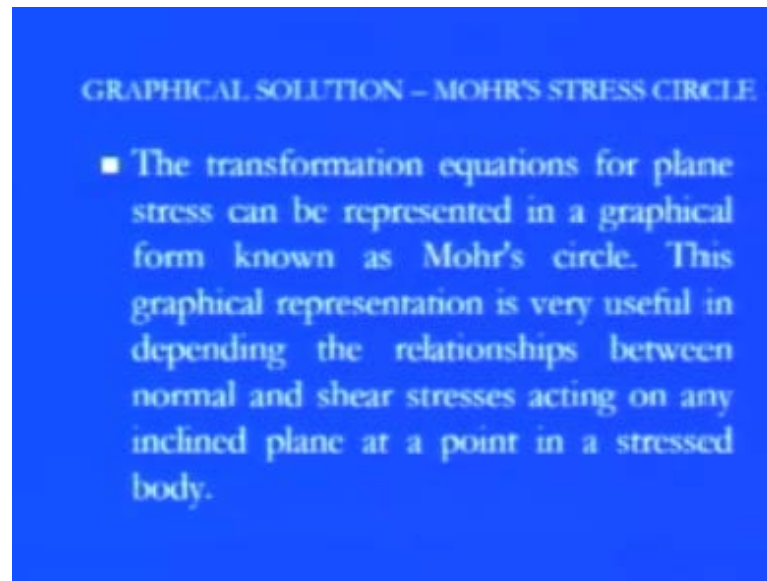 GRAPHICAL SOLUTION – MOHR'S STRESS CIRCLE
▪ The transformation equations for plane
stress can be represented in a graphical
form known as Mohr's circle. This
graphical representation is very useful in
depending the relationships between
normal and shear stresses acting on any
inclined plane at a point in a stressed
body.